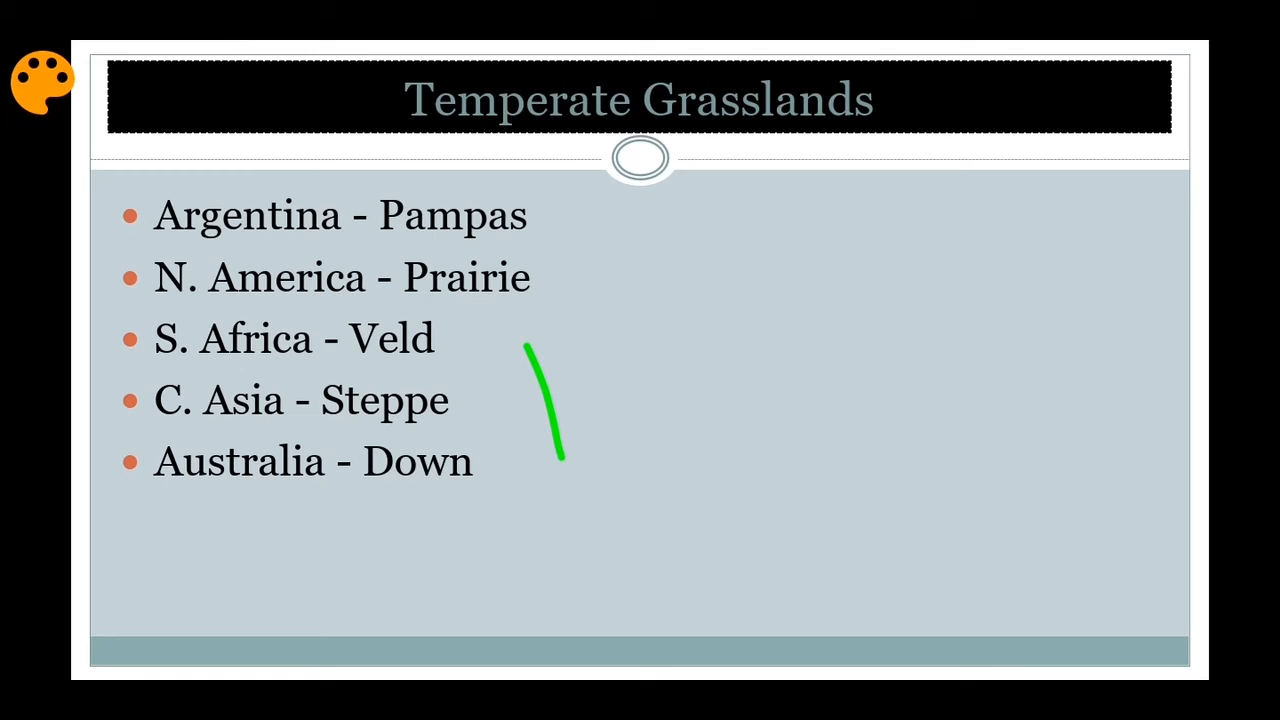 Temperate Grasslands
Argentina - Pampas
N. America - Prairie
S. Africa - Veld
C. Asia - Steppe
Australia - Down